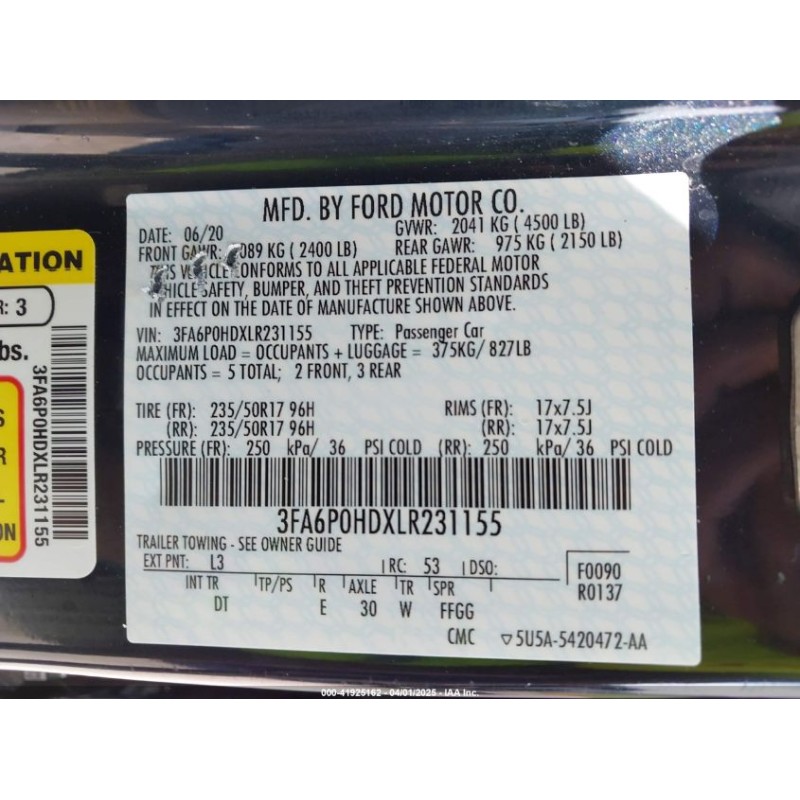 MFD. BY FORD MOTOR CO.
DATE: 06/20 GVWR: 2041 KG (4500 LB)
FRONT GAWR: 089 KG (2400 LB) REAR GAWR: 975 KG (2150 LB)
CONFORMS TO ALL APPLICABLE FEDERAL MOTOR
SAFETY, BUMPER, AND THEFT PREVENTION STANDARDS
IN EFFECT ON THE DATE OF MANUFACTURE SHOWN ABOVE.
VIN: 3FA6P0HDXLR231155 TYPE: Passenger Car
MAXIMUM LOAD = OCCUPANTS + LUGGAGE = 375KG/ 827LB
OCCUPANTS = 5 TOTAL; 2 FRONT, 3 REAR
TIRE (FR): 235/50R17 96H RIMS (FR): 17x7.5J
(RR): 235/50R17 96H (RR): 17x7.5J
PRESSURE (FR): 250 kPa/ 36 PSI COLD (RR): 250 kPa/ 36 PSI COLD
3FA6P0HDXLR231155
TRAILER TOWING - SEE OWNER GUIDE
EXT PNT: L3 RC: 53 DSO: F0090
R0137
INT TR TP/PS R AXLE TR SPR
DT E 30 W FFGG
CMC ▽5U5A-5420472-AA
ATION
R: 3
bs.
3FA6P0HDXLR231155
S
R
L
ON
000-41925162 - 04/01/2025 - IAA Inc.